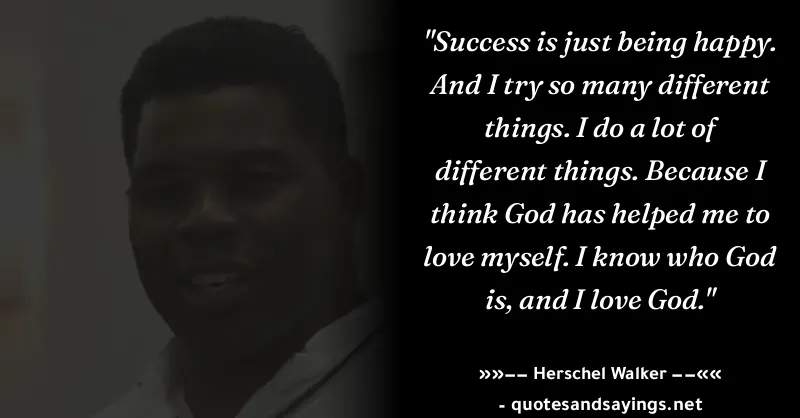 "Success is just being happy.
And I try so many different
things. I do a lot of
different things. Because I
think God has helped me to
love myself. I know who God
is, and I love God."
»»–– Herschel Walker ––««
- quotesandsayings.net